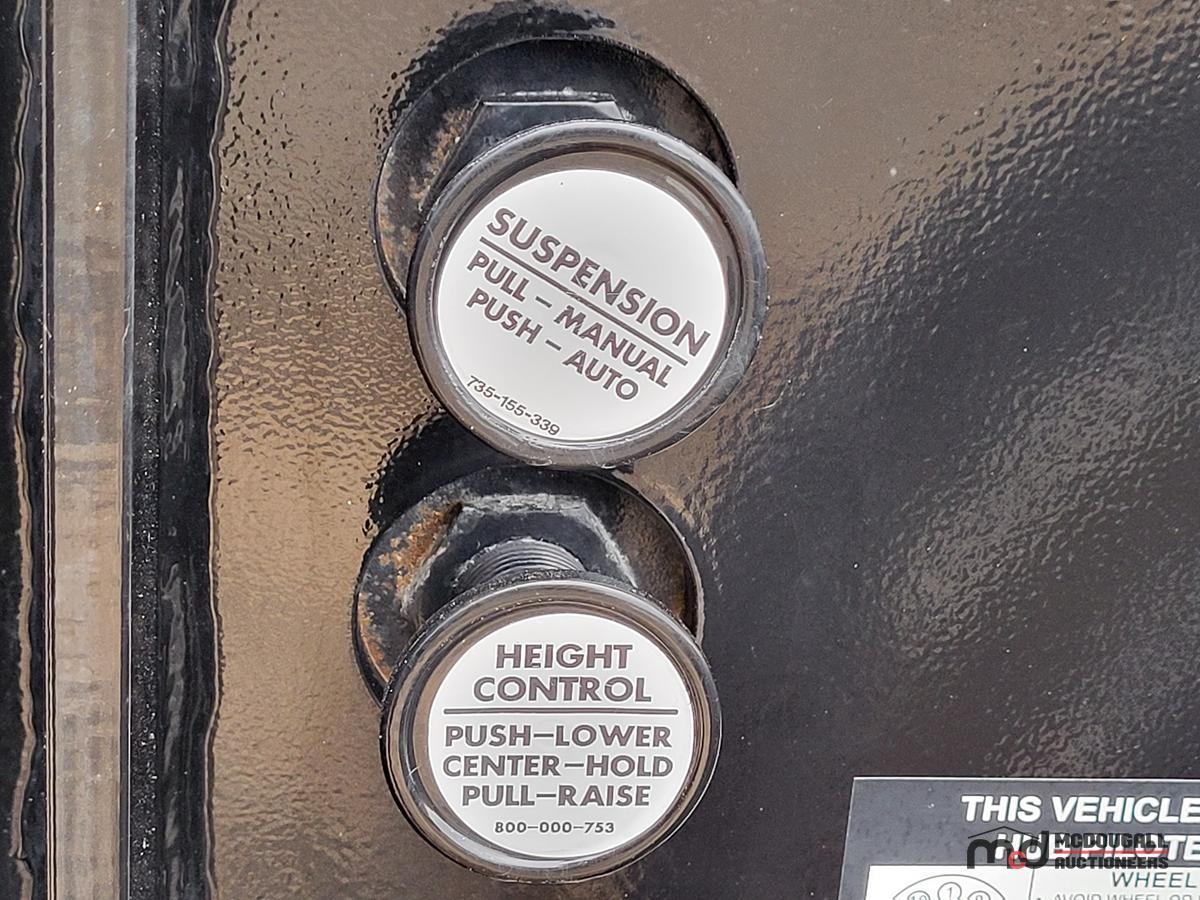 SUSPENSION
PULL – MANUAL
PUSH – AUTO
735-155-339
HEIGHT
CONTROL
PUSH–LOWER
CENTER–HOLD
PULL–RAISE
800-000-753
THIS VEHICLE
McD MCDOUGALL
AUCTIONEERS
WHEEL